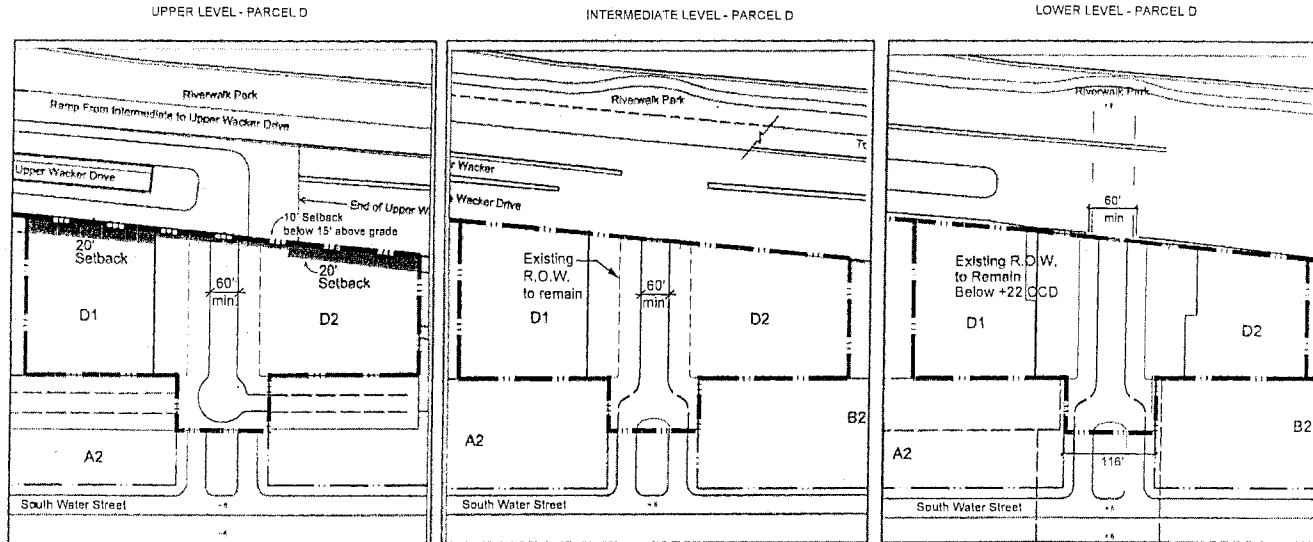 UPPER LEVEL - PARCEL D
Riverwalk Park
Ramp From Intermediate to Upper Wacker Drive
Upper Wacker Drive
End of Upper W
10' Setback
below 15' above grade
20'
Setback
20'
Setback
60'
min
D1
D2
A2
South Water Street
INTERMEDIATE LEVEL - PARCEL D
Riverwalk Park
To
r Wacker
Wacker Drive
Existing
R.O.W.
to remain
60'
min
D1
D2
A2
B2
South Water Street
LOWER LEVEL - PARCEL D
Riverwalk Park
60'
min
Existing R.O.W.
to Remain
Below +22 CCD
D1
D2
A2
B2
116'
South Water Street